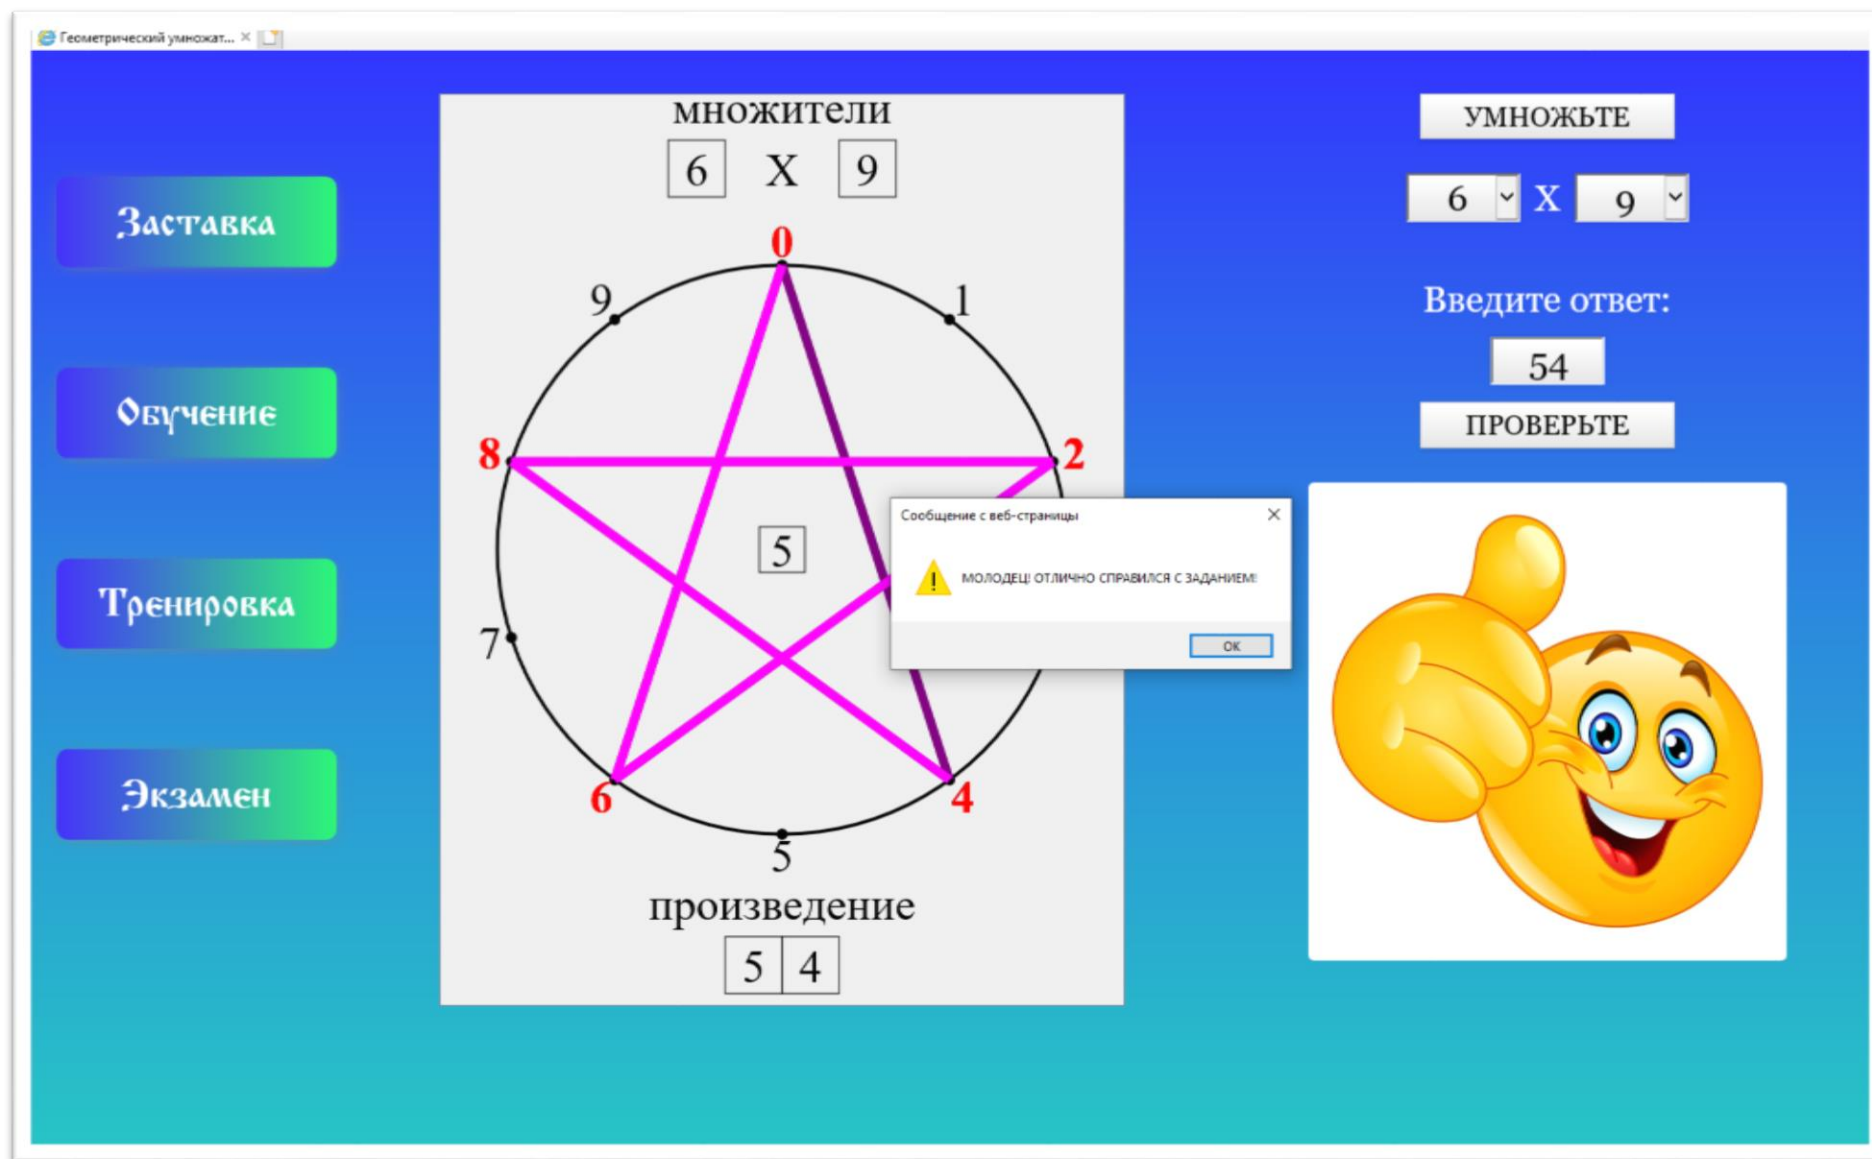 Геометрический умножат...
Заставка
Обучение
Тренировка
Экзамен
множители
6 X 9
0
9 1
8 2
5
7
6 4
5
произведение
5 4
Сообщение с веб-страницы
МОЛОДЕЦ! ОТЛИЧНО СПРАВИЛСЯ С ЗАДАНИЕМ!
ОК
УМНОЖЬТЕ
6 X 9
Введите ответ:
54
ПРОВЕРЬТЕ